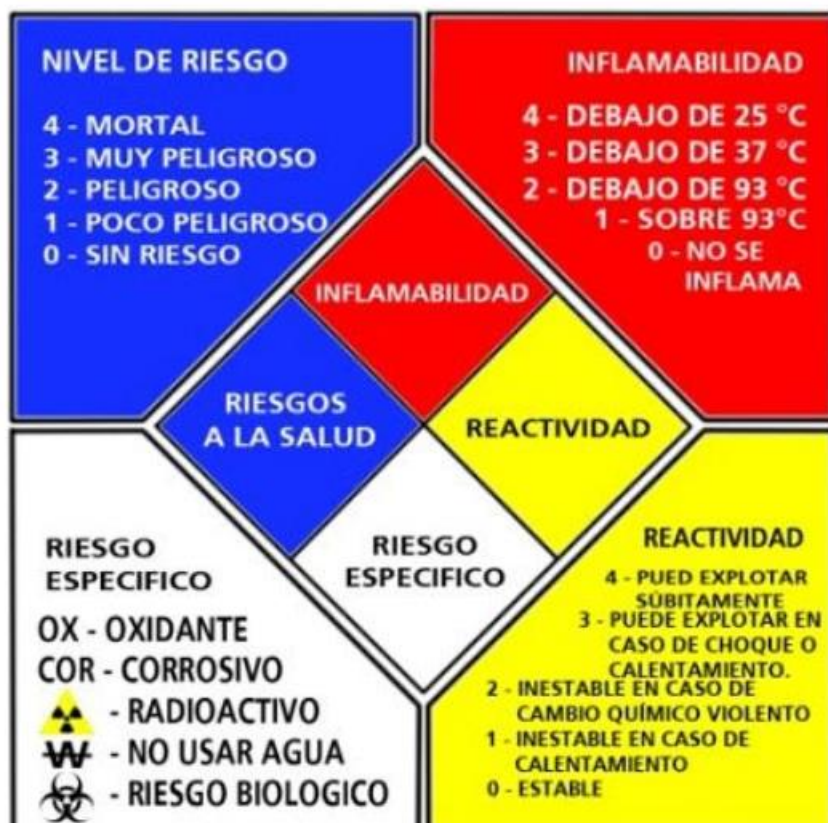 NIVEL DE RIESGO
4 - MORTAL
3 - MUY PELIGROSO
2 - PELIGROSO
1 - POCO PELIGROSO
0 - SIN RIESGO
INFLAMABILIDAD
4 - DEBAJO DE 25 °C
3 - DEBAJO DE 37 °C
2 - DEBAJO DE 93 °C
1 - SOBRE 93°C
0 - NO SE
INFLAMA
INFLAMABILIDAD
RIESGOS
A LA SALUD
REACTIVIDAD
RIESGO
ESPECIFICO
RIESGO
ESPECIFICO
OX - OXIDANTE
COR - CORROSIVO
- RADIOACTIVO
W - NO USAR AGUA
- RIESGO BIOLOGICO
REACTIVIDAD
4 - PUED EXPLOTAR
SÚBITAMENTE
3 - PUEDE EXPLOTAR EN
CASO DE CHOQUE O
CALENTAMIENTO.
2 - INESTABLE EN CASO DE
CAMBIO QUÍMICO VIOLENTO
1 - INESTABLE EN CASO DE
CALENTAMIENTO
0 - ESTABLE